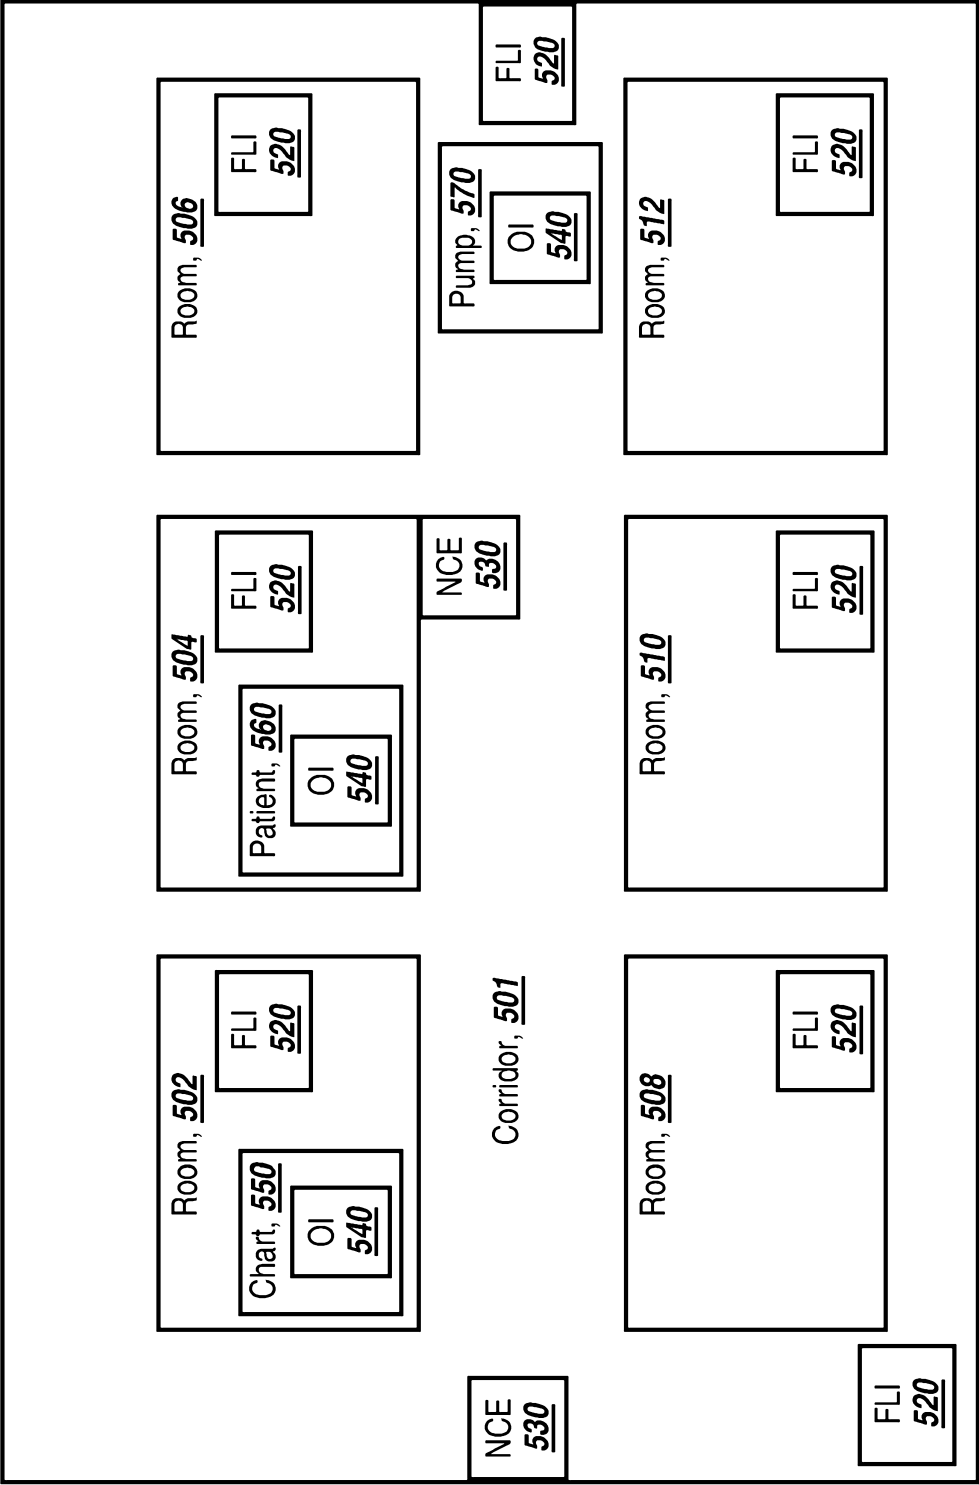 Room, 502
FLI
520
Chart, 550
OI
540
Room, 504
FLI
520
Patient, 560
OI
540
Room, 506
FLI
520
NCE
530
Corridor, 501
NCE
530
Pump, 570
OI
540
FLI
520
Room, 508
FLI
520
Room, 510
FLI
520
Room, 512
FLI
520
FLI
520